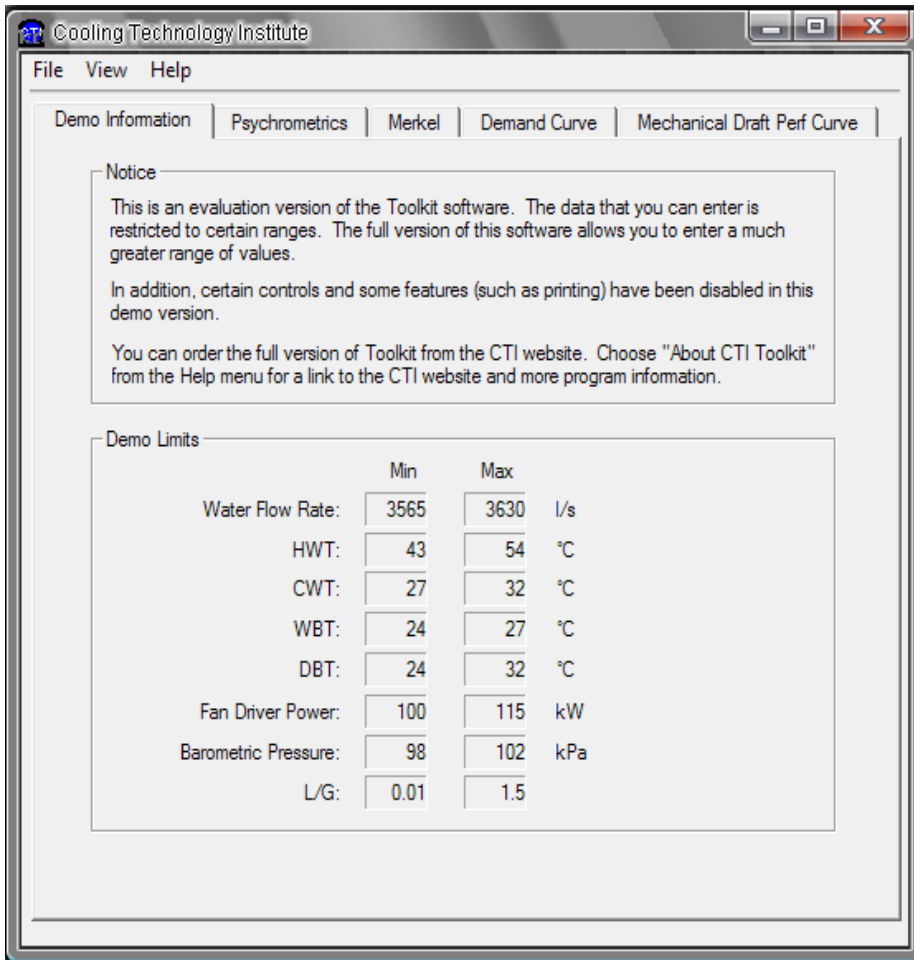 Cooling Technology Institute
File View Help
Demo Information Psychrometrics Merkel Demand Curve Mechanical Draft Perf Curve
Notice
This is an evaluation version of the Toolkit software. The data that you can enter is
restricted to certain ranges. The full version of this software allows you to enter a much
greater range of values.
In addition, certain controls and some features (such as printing) have been disabled in this
demo version.
You can order the full version of Toolkit from the CTI website. Choose "About CTI Toolkit"
from the Help menu for a link to the CTI website and more program information.
Demo Limits
Min Max
Water Flow Rate: 3565 3630 l/s
HWT: 43 54 °C
CWT: 27 32 °C
WBT: 24 27 °C
DBT: 24 32 °C
Fan Driver Power: 100 115 kW
Barometric Pressure: 98 102 kPa
L/G: 0.01 1.5